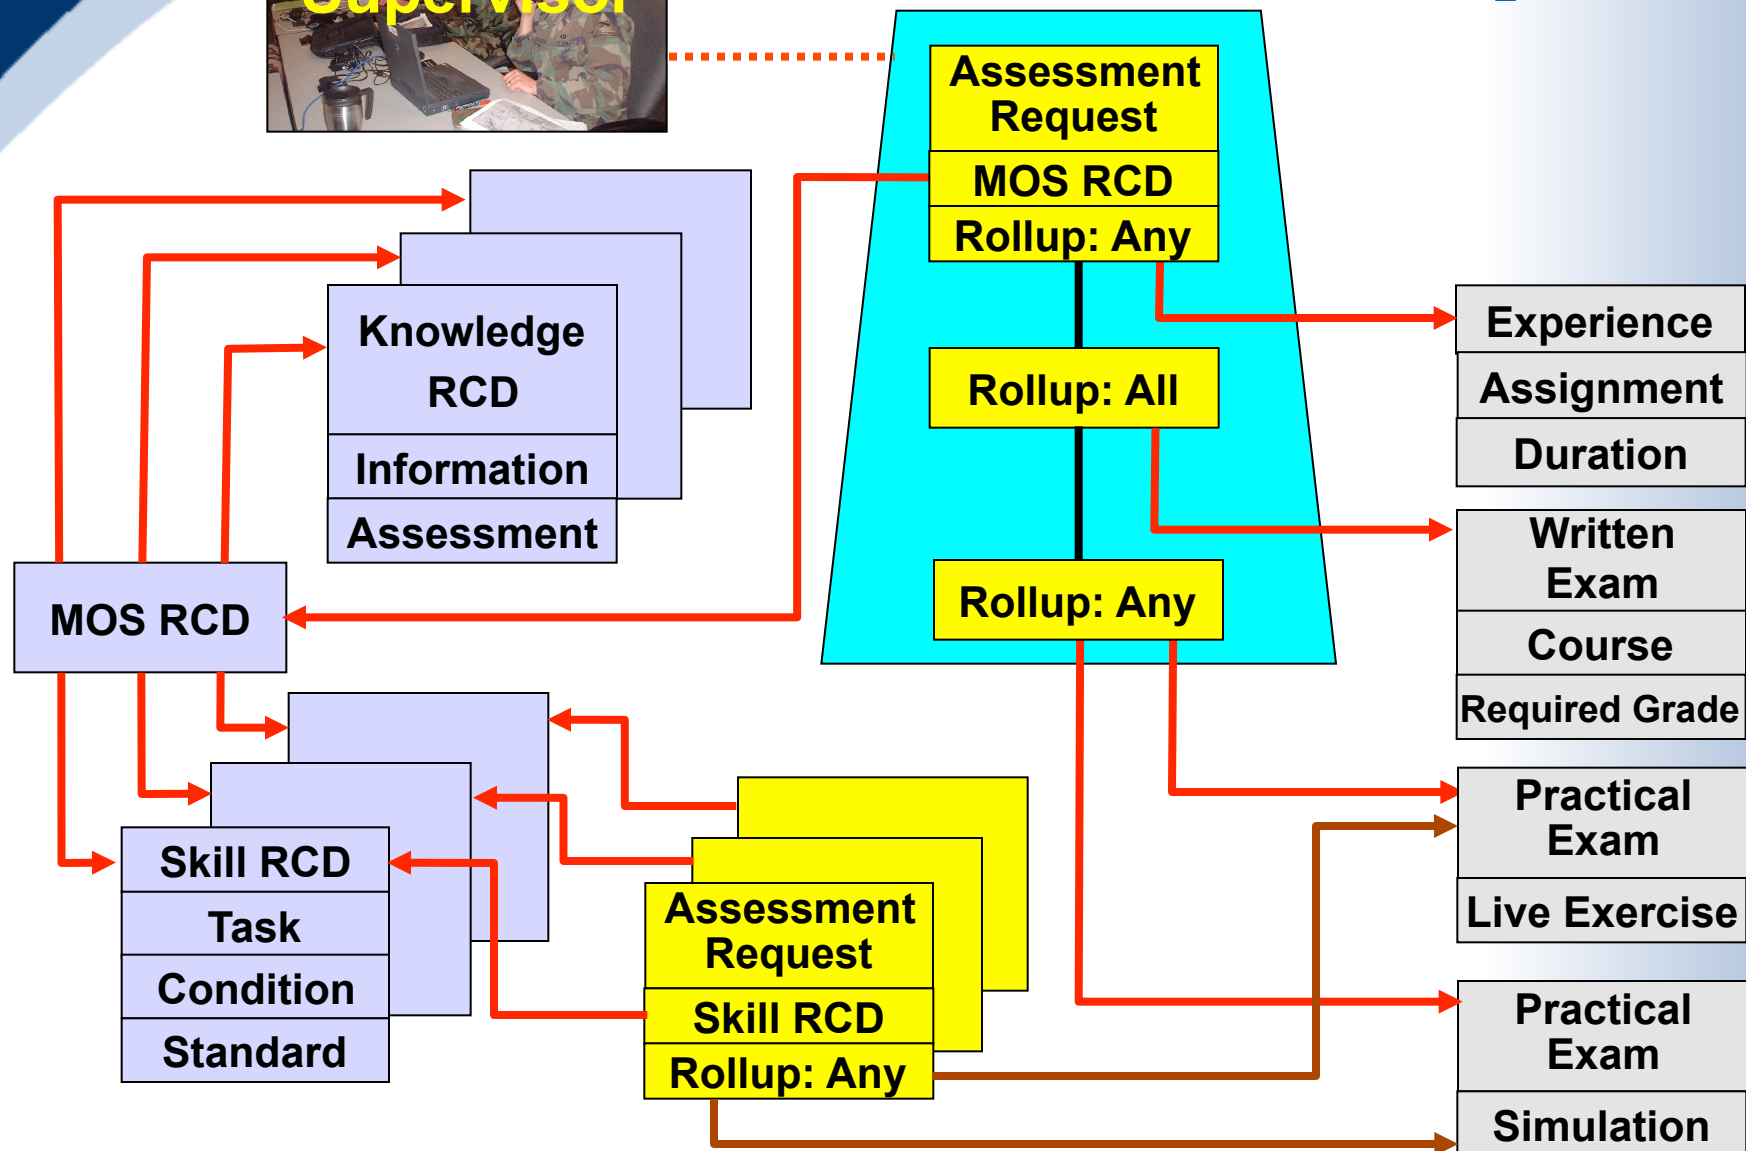 Supervisor
Assessment
Request
MOS RCD
Rollup: Any
Knowledge
RCD
Information
Assessment
Rollup: All
Rollup: Any
MOS RCD
Skill RCD
Task
Condition
Standard
Assessment
Request
Skill RCD
Rollup: Any
Experience
Assignment
Duration
Written
Exam
Course
Required Grade
Practical
Exam
Live Exercise
Practical
Exam
Simulation